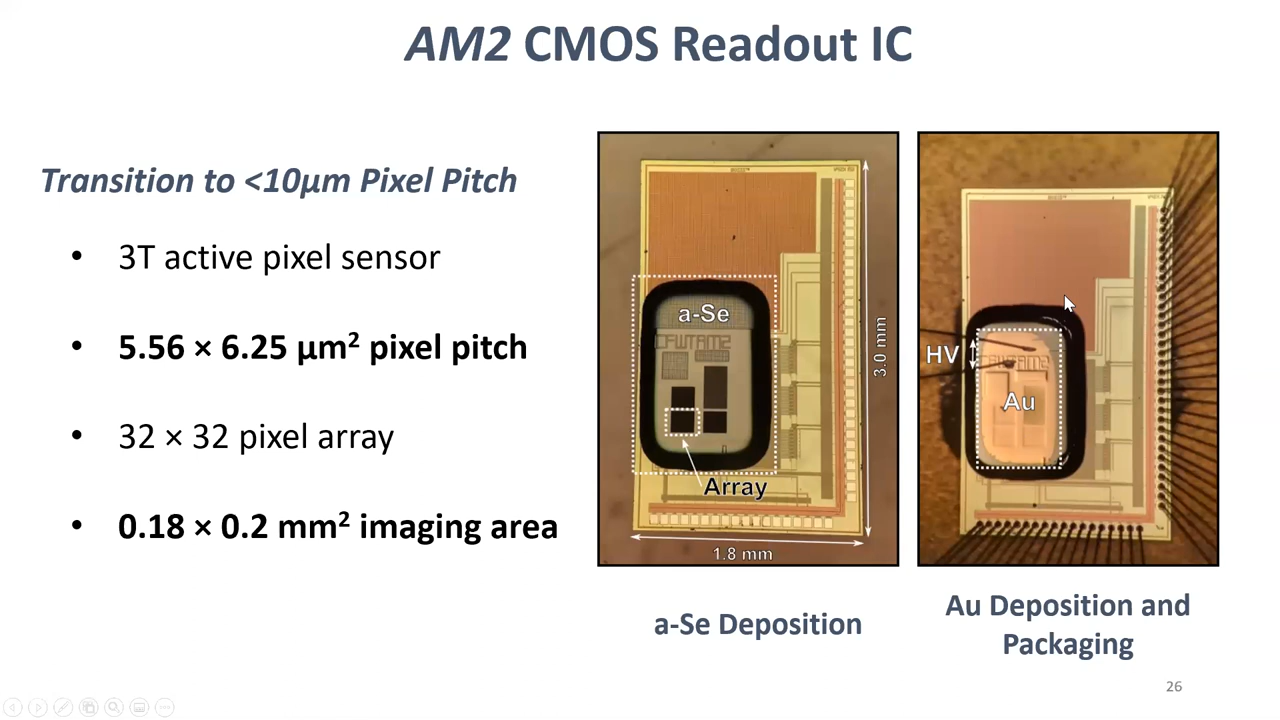 AM2 CMOS Readout IC
Transition to <10μm Pixel Pitch
• 3T active pixel sensor
• 5.56 × 6.25 μm² pixel pitch
• 32 × 32 pixel array
• 0.18 × 0.2 mm² imaging area
a-Se
CFWTAM2
Array
3.0 mm
1.8 mm
a-Se Deposition
HV
Au
Au Deposition and
Packaging
26